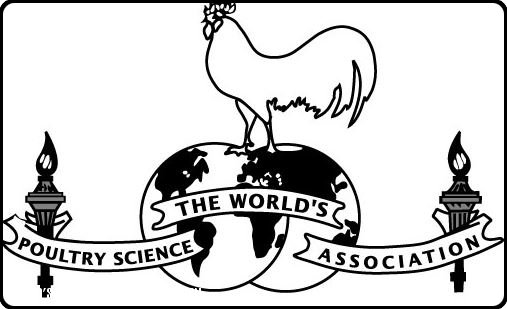 THE WORLD'S
POULTRY SCIENCE
ASSOCIATION